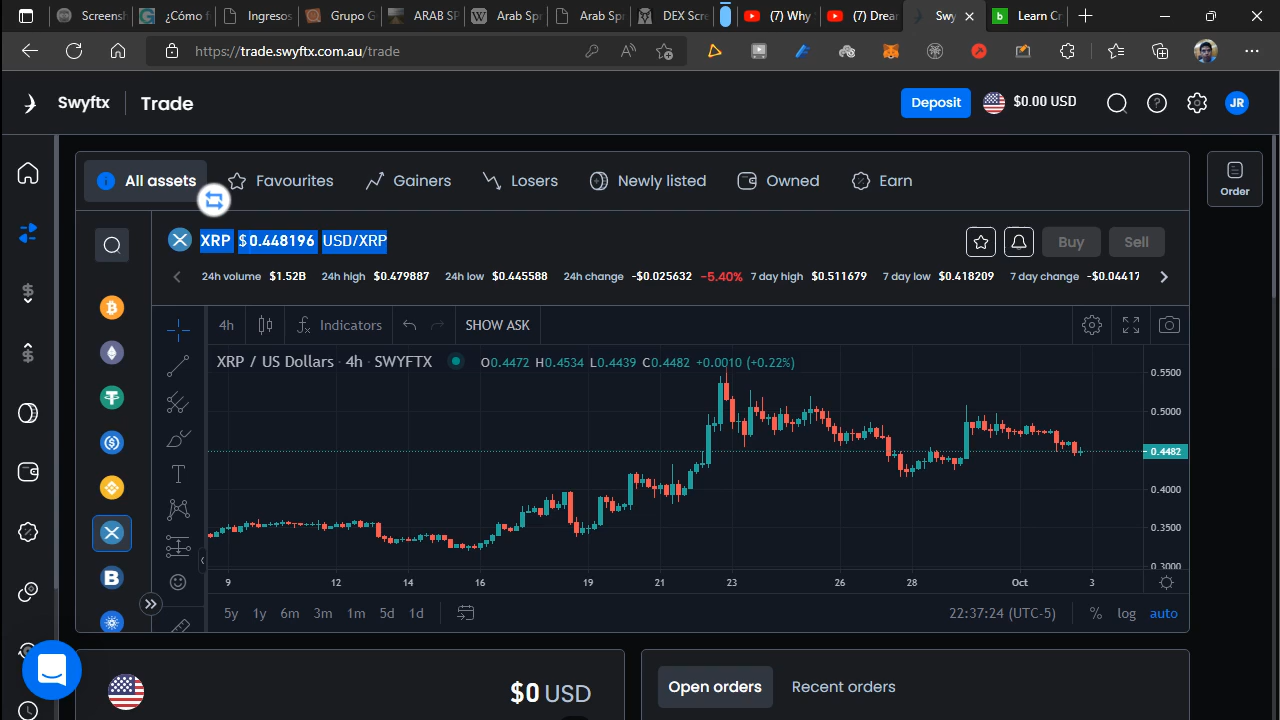 Screensh
¿Cómo f
Ingresos
Grupo G
ARAB SP
Arab Spr
Arab Spr
DEX Scre
(7) Why
(7) Drea
Swy
Learn Cr
https://trade.swyftx.com.au/trade
Swyftx
Trade
Deposit
$0.00 USD
JR
All assets
Favourites
Gainers
Losers
Newly listed
Owned
Earn
Order
XRP $0.448196 USD/XRP
Buy
Sell
24h volume $1.52B 24h high $0.479887 24h low $0.445588 24h change -$0.025632 -5.40% 7 day high $0.511679 7 day low $0.418209 7 day change -$0.04417
4h
Indicators
SHOW ASK
XRP / US Dollars · 4h · SWYFTX
O0.4472 H0.4534 L0.4439 C0.4482 +0.0010 (+0.22%)
0.5500
0.5000
0.4482
0.4000
0.3500
0.3000
9 12 14 16 19 21 23 26 28 Oct 3
5y 1y 6m 3m 1m 5d 1d
22:37:24 (UTC-5)
% log auto
$0 USD
Open orders
Recent orders